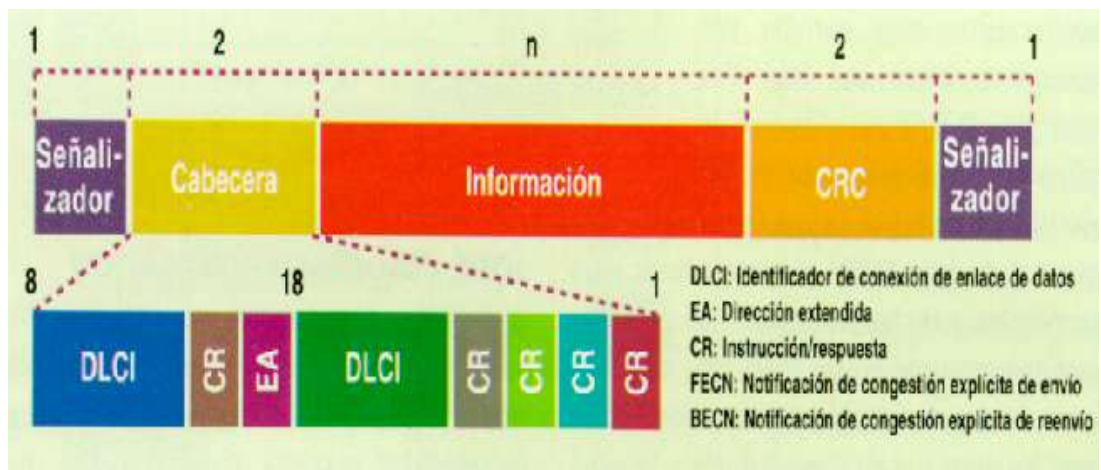 1 2 n 2 1
Señali-
zador
Cabecera
Información
CRC
Señali-
zador
8 18 1
DLCI CR EA DLCI CR CR CR CR
DLCI: Identificador de conexión de enlace de datos
EA: Dirección extendida
CR: Instrucción/respuesta
FECN: Notificación de congestión explícita de envío
BECN: Notificación de congestión explícita de reenvío